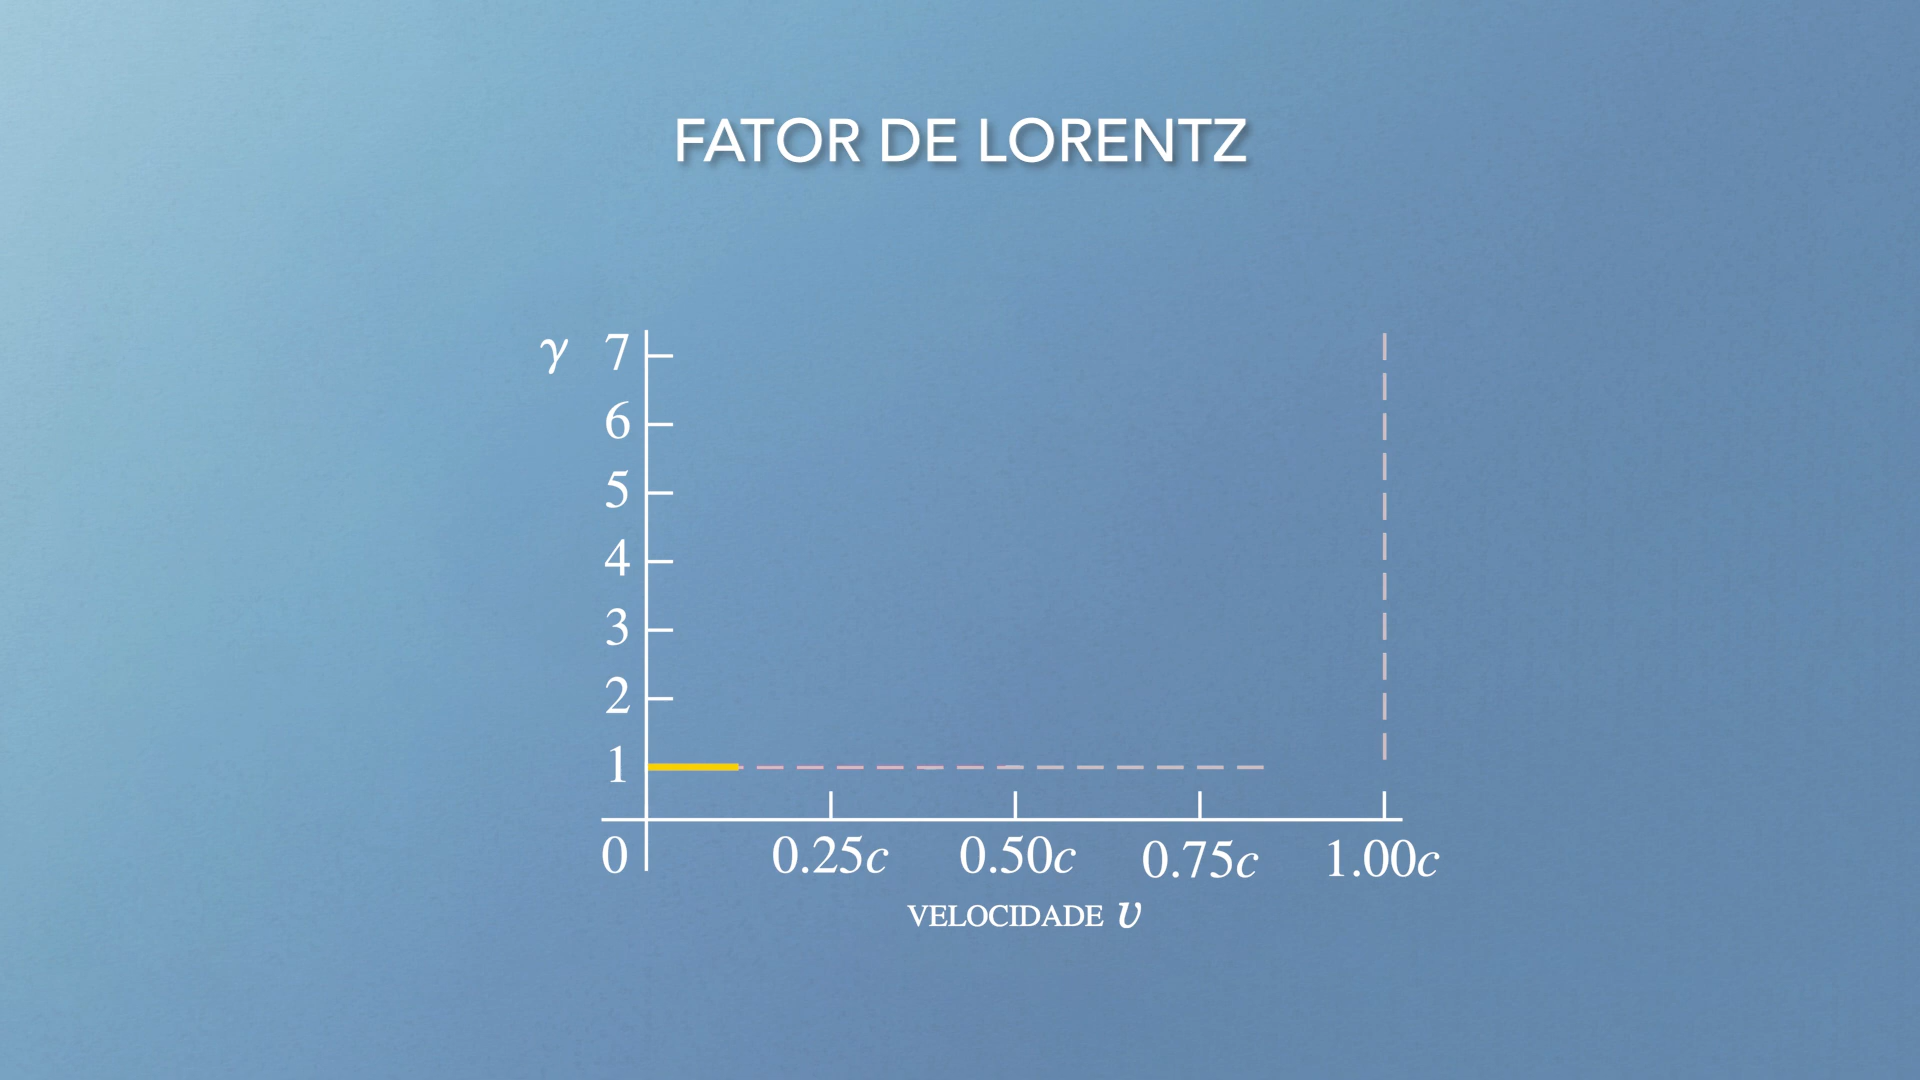 FATOR DE LORENTZ
γ 7
6
5
4
3
2
1
0 0.25c 0.50c 0.75c 1.00c
VELOCIDADE v